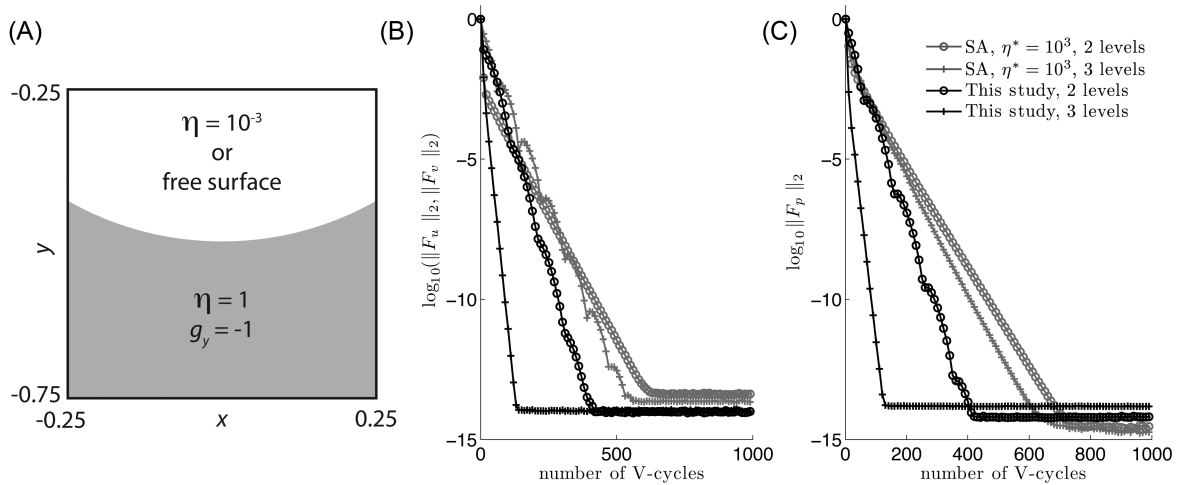 (A)
-0.25
η = 10⁻³
or
free surface
y
η = 1
g_y = -1
-0.75
-0.25
x
0.25
(B)
0
−5
−10
−15
log₁₀(‖F_u‖₂,‖F_v‖₂)
0
500
1000
number of V-cycles
(C)
0
−5
−10
−15
log₁₀‖F_p‖₂
0
200
400
600
800
1000
number of V-cycles
SA, η* = 10³, 2 levels
SA, η* = 10³, 3 levels
This study, 2 levels
This study, 3 levels